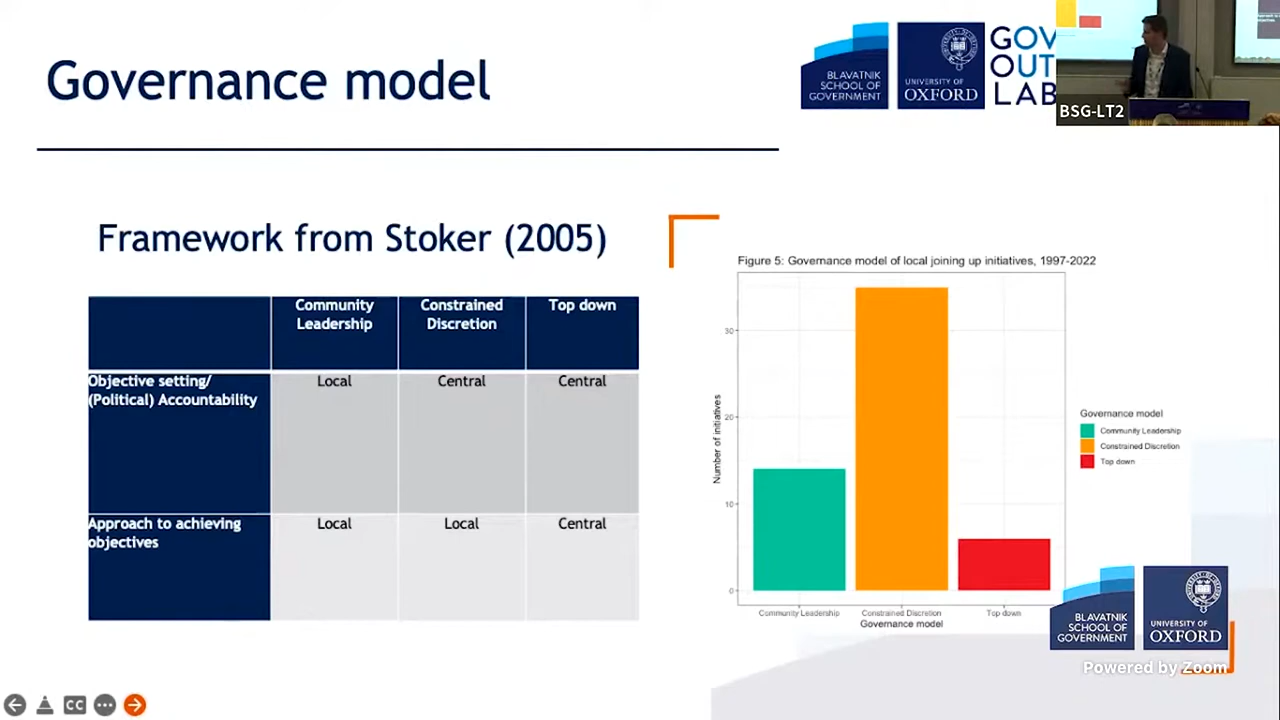 Governance model
BLAVATNIK
SCHOOL OF
GOVERNMENT
UNIVERSITY OF
OXFORD
GOV
OUT
LAB
BSG-LT2
Framework from Stoker (2005)
Community
Leadership
Constrained
Discretion
Top down
Objective setting/
(Political) Accountability
Local
Central
Central
Approach to achieving
objectives
Local
Local
Central
Figure 5: Governance model of local joining up initiatives, 1997-2022
Number of initiatives
30
20
10
0
Community Leadership
Constrained Discretion
Top down
Governance model
Governance model
Community Leadership
Constrained Discretion
Top down
BLAVATNIK
SCHOOL OF
GOVERNMENT
UNIVERSITY OF
OXFORD
Powered by Zoom
CC